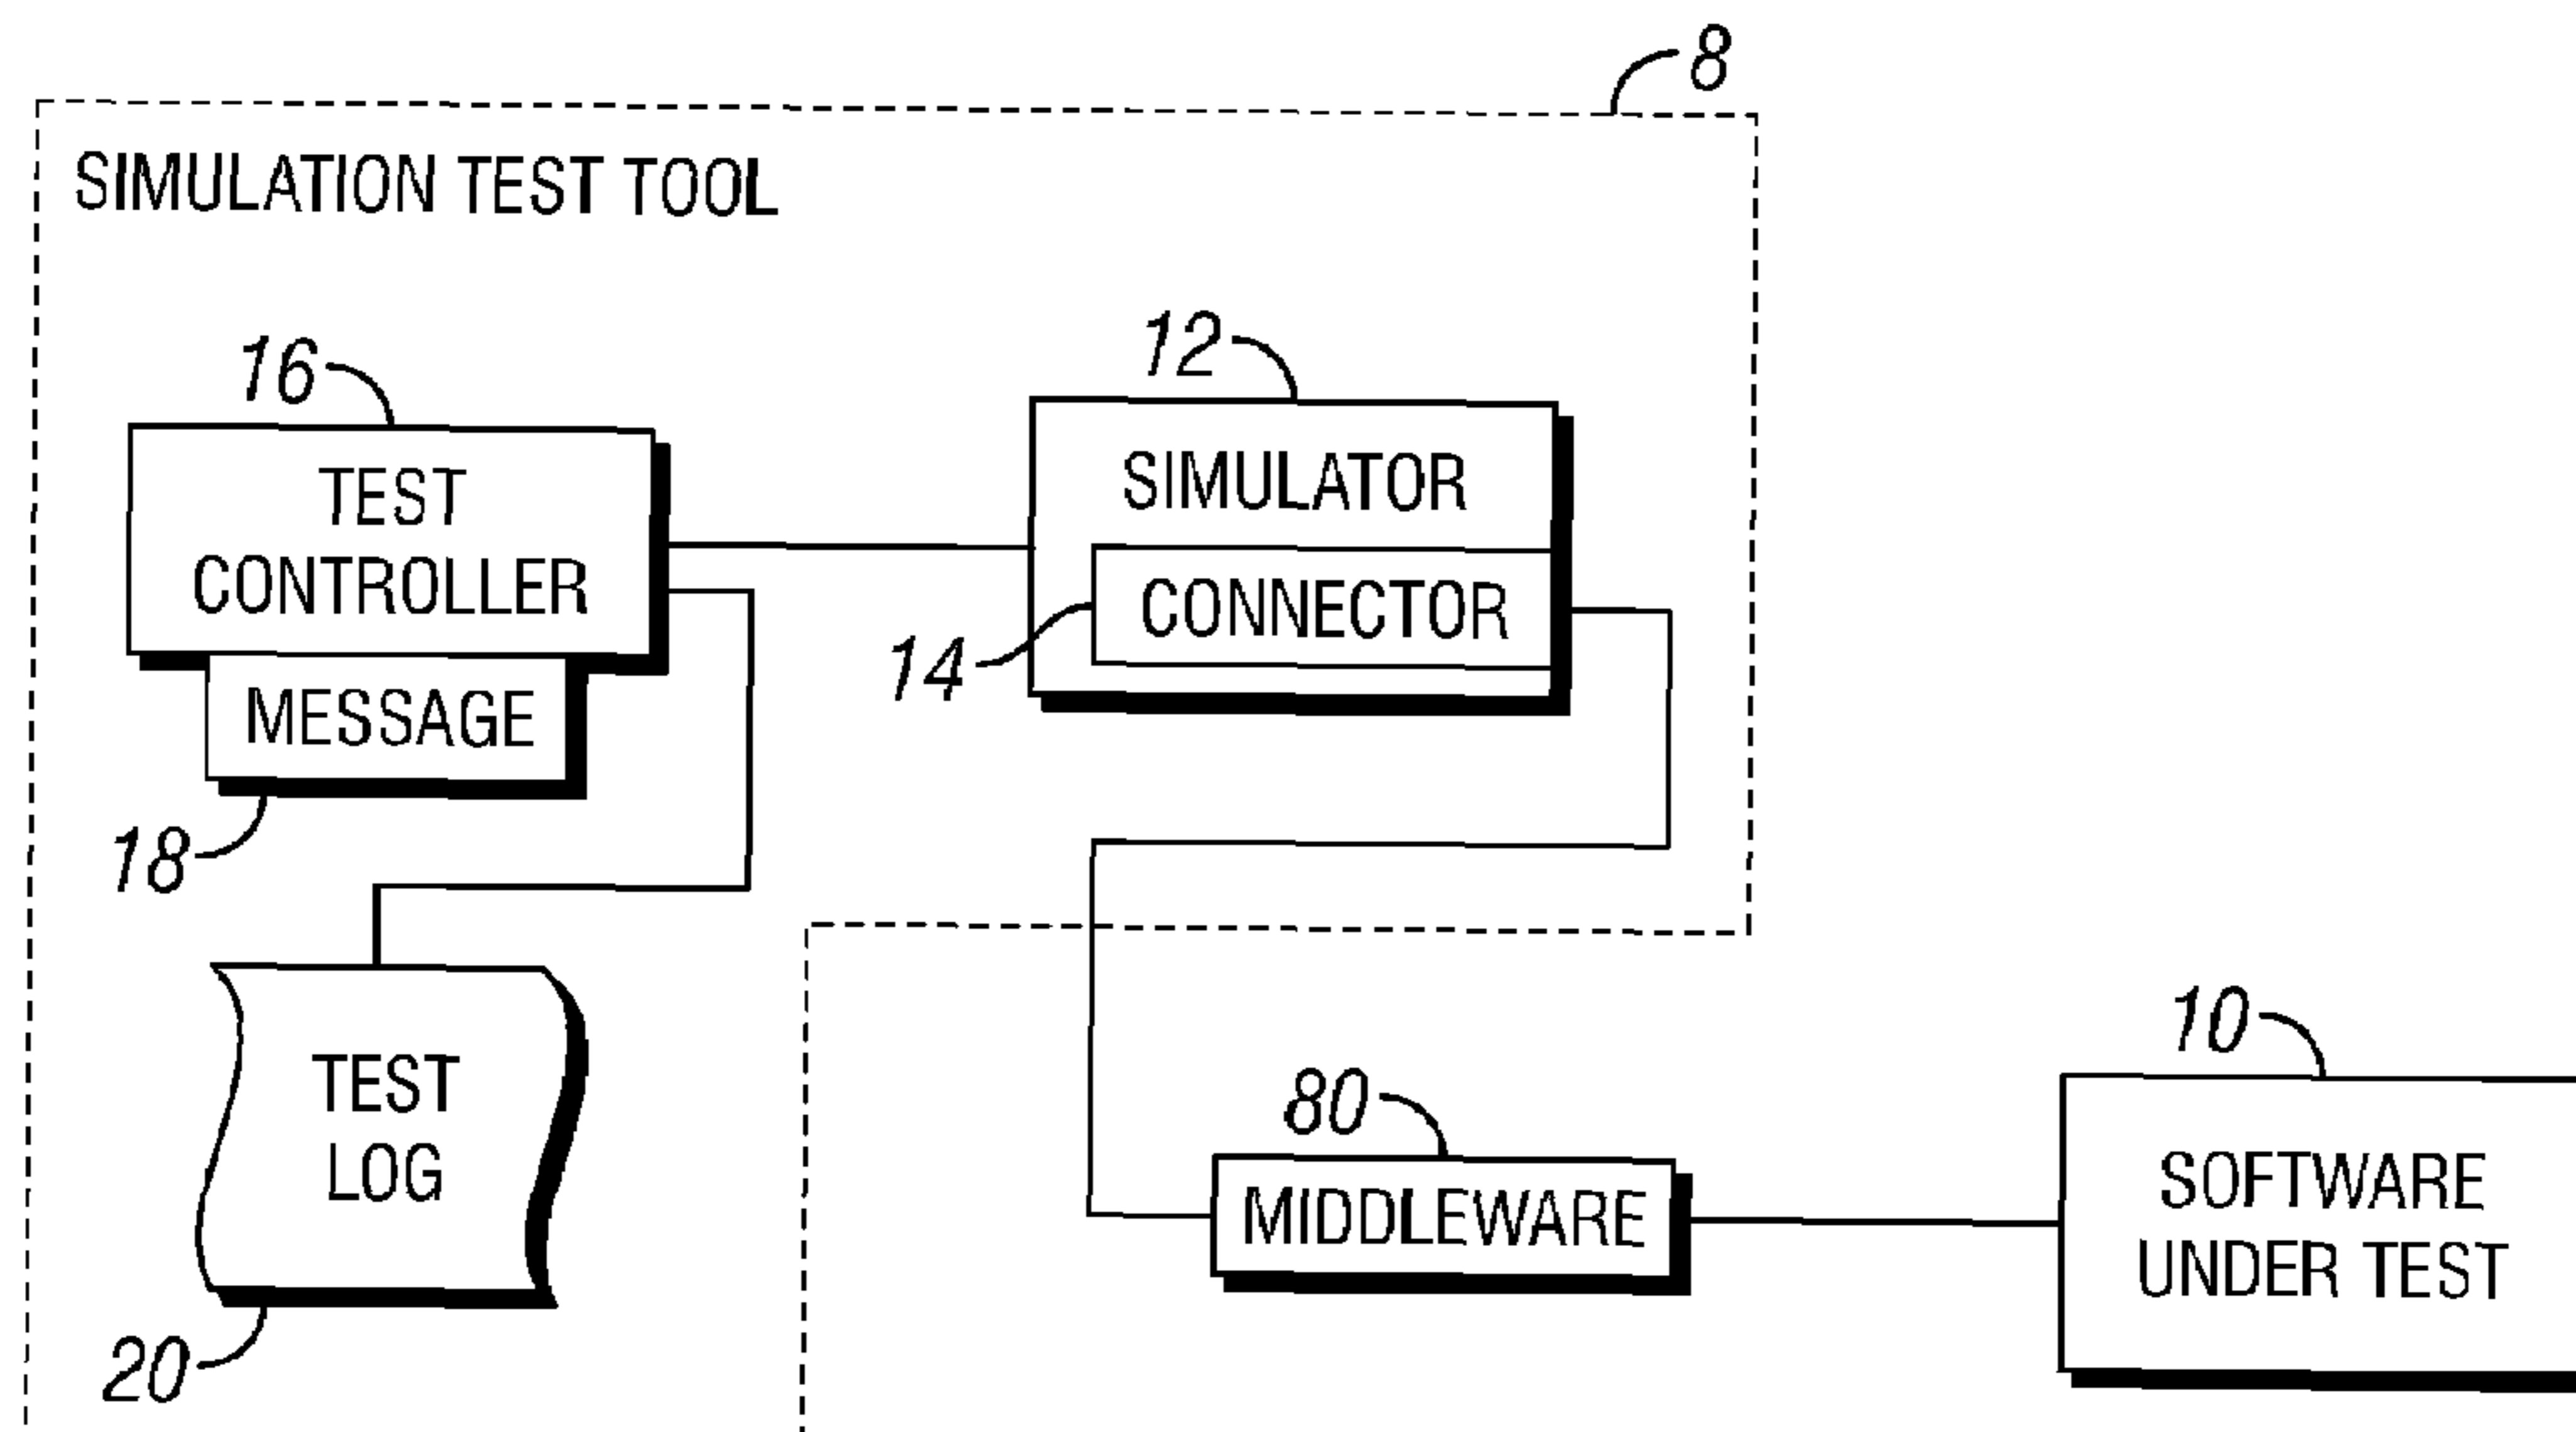 8
SIMULATION TEST TOOL
16
12
TEST
CONTROLLER
SIMULATOR
CONNECTOR
14
MESSAGE
18
TEST
LOG
20
80
MIDDLEWARE
10
SOFTWARE
UNDER TEST